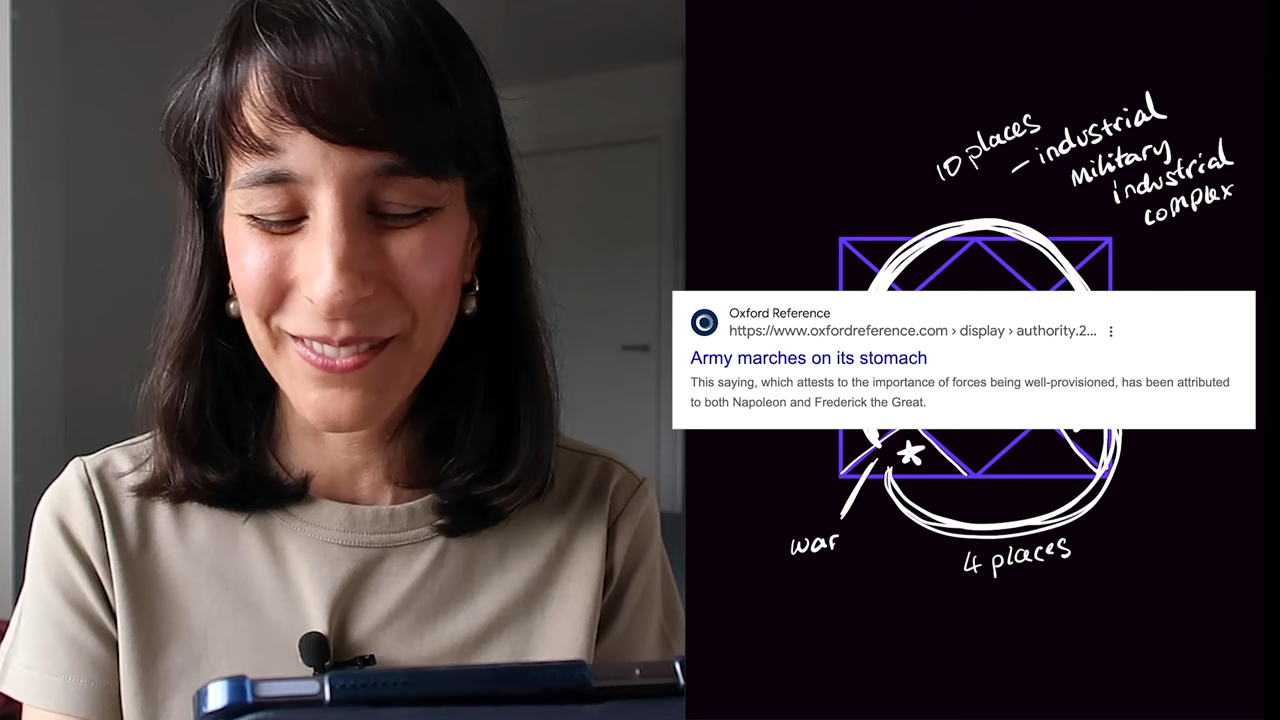 10 places
– industrial
military
industrial
complex
Oxford Reference
https://www.oxfordreference.com › display › authority.2...
Army marches on its stomach
This saying, which attests to the importance of forces being well-provisioned, has been attributed
to both Napoleon and Frederick the Great.
war
4 places